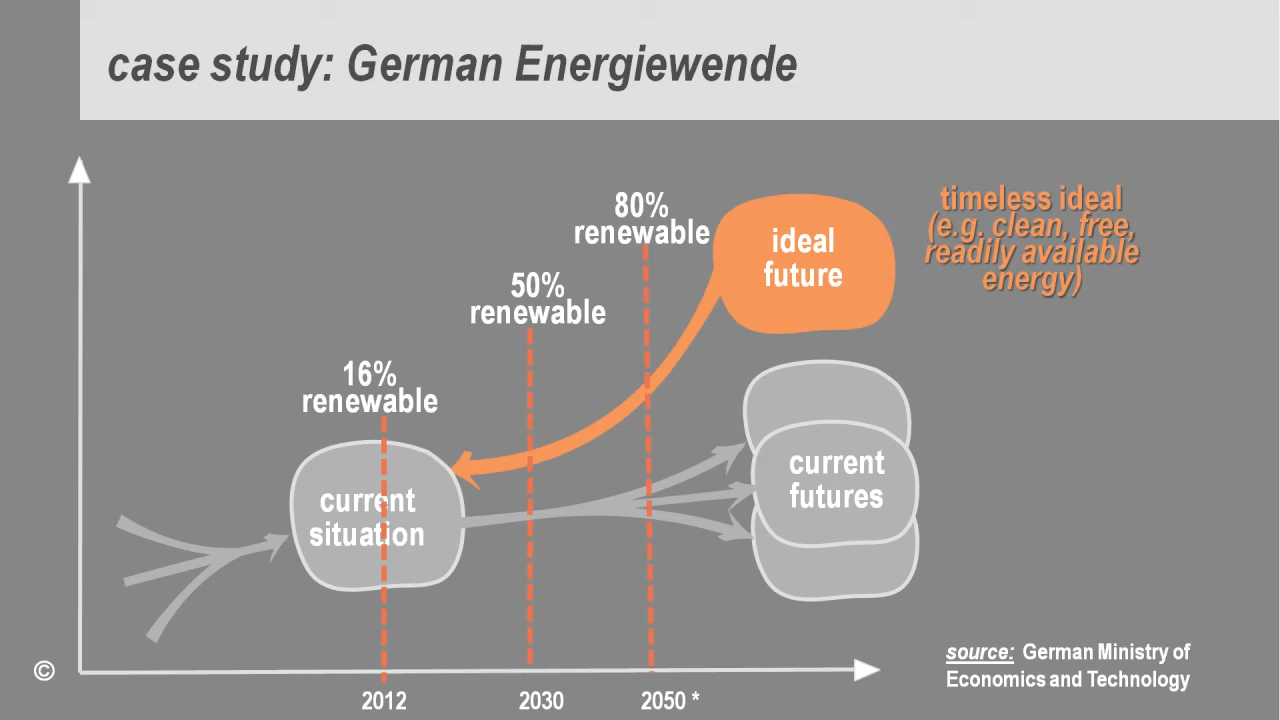 case study: German Energiewende
timeless ideal
(e.g. clean, free,
readily available
energy)
80%
renewable
ideal
future
50%
renewable
16%
renewable
current
situation
current
futures
source: German Ministry of
Economics and Technology
©
2012
2030
2050 *